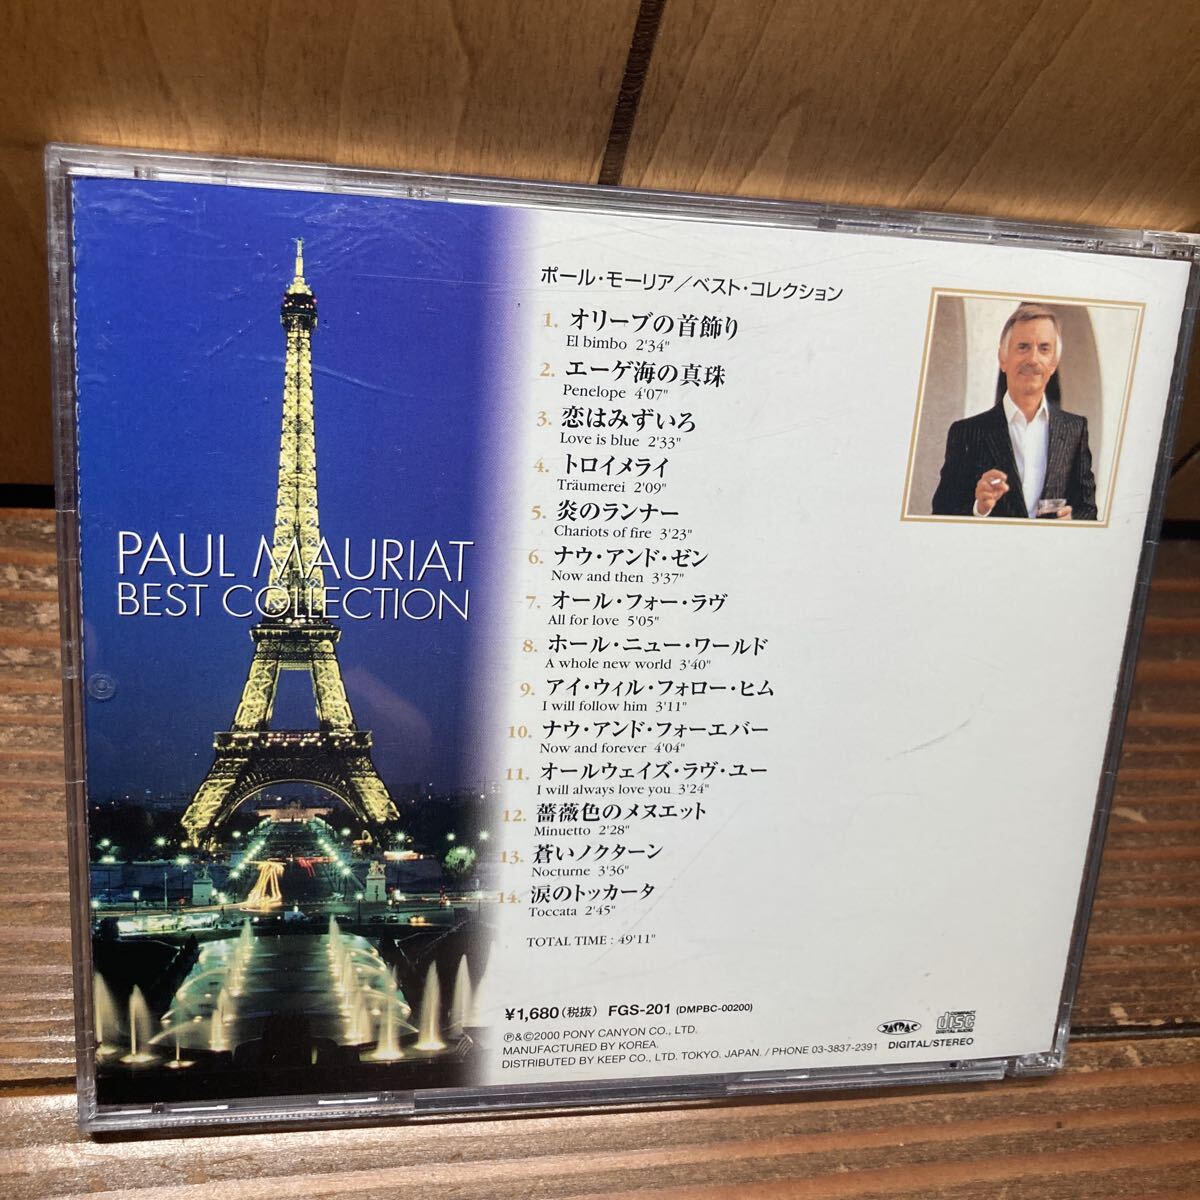 PAUL MAURIAT
BEST COLLECTION
ポール・モーリア／ベスト・コレクション
1. オリーブの首飾り
El bimbo 2'34"
2. エーゲ海の真珠
Penelope 4'07"
3. 恋はみずいろ
Love is blue 2'33"
4. トロイメライ
Träumerei 2'09"
5. 炎のランナー
Chariots of fire 3'23"
6. ナウ・アンド・ゼン
Now and then 3'37"
7. オール・フォー・ラヴ
All for love 5'05"
8. ホール・ニュー・ワールド
A whole new world 3'40"
9. アイ・ウィル・フォロー・ヒム
I will follow him 3'11"
10. ナウ・アンド・フォーエバー
Now and forever 4'04"
11. オールウェイズ・ラヴ・ユー
I will always love you 3'24"
12. 薔薇色のメヌエット
Minuetto 2'28"
13. 蒼いノクターン
Nocturne 3'36"
14. 涙のトッカータ
Toccata 2'45"
TOTAL TIME : 49'11"
¥1,680(税抜) FGS-201 (DMPBC-00200)
℗&©2000 PONY CANYON CO., LTD.
MANUFACTURED BY KOREA.
DISTRIBUTED BY KEEP CO., LTD. TOKYO. JAPAN. / PHONE 03-3837-2391
JASRAC
COMPACT
disc
DIGITAL AUDIO
DIGITAL/STEREO